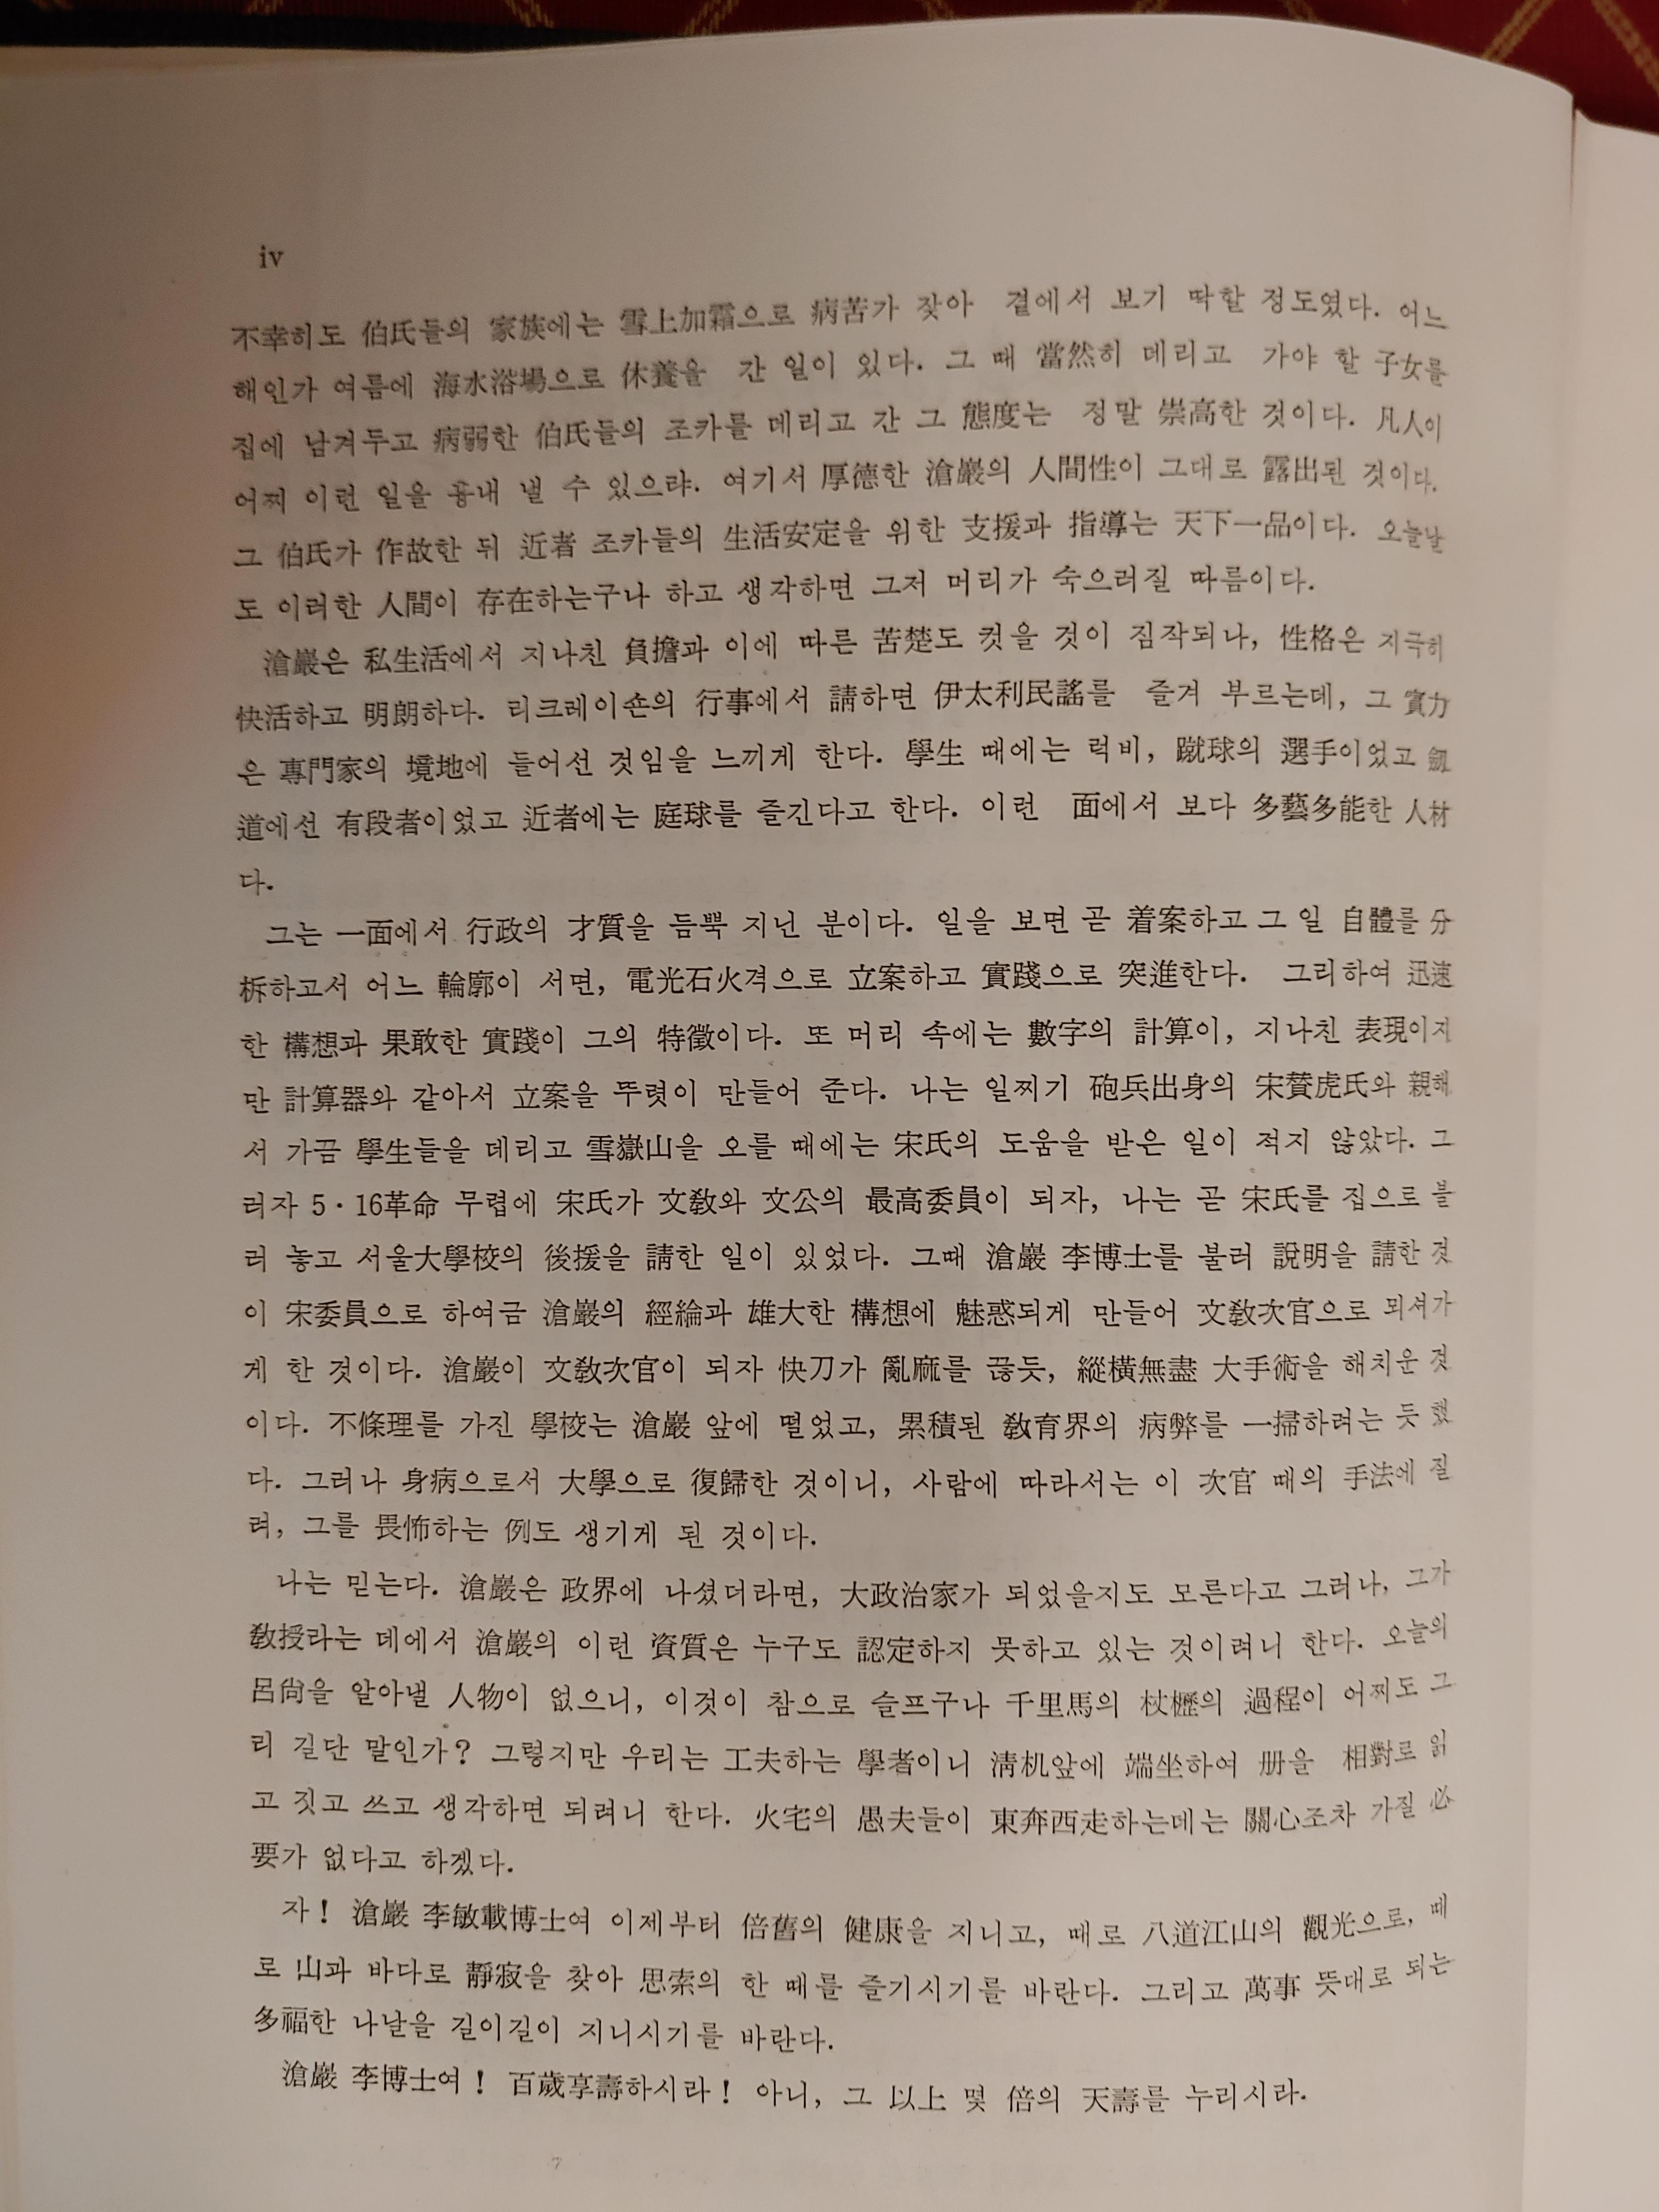 iv
不幸히도 伯氏들의 家族에는 雪上加霜으로 病苦가 잦아 곁에서 보기 딱할 정도였다. 어느
해인가 여름에 海水浴場으로 休養을 간 일이 있다. 그 때 當然히 데리고 가야 할 子女를
집에 남겨두고 病弱한 伯氏들의 조카를 데리고 간 그 態度는 정말 崇高한 것이다. 凡人이
어찌 이런 일을 흉내 낼 수 있으랴. 여기서 厚德한 滄巖의 人間性이 그대로 露出된 것이다.
그 伯氏가 作故한 뒤 近者 조카들의 生活安定을 위한 支援과 指導는 天下一品이다. 오늘날
도 이러한 人間이 存在하는구나 하고 생각하면 그저 머리가 숙으러질 따름이다.
滄巖은 私生活에서 지나친 負擔과 이에 따른 苦楚도 컷을 것이 짐작되나, 性格은 지극히
快活하고 明朗하다. 리크레이숀의 行事에서 請하면 伊太利民謠를 즐겨 부르는데, 그 實力
은 專門家의 境地에 들어선 것임을 느끼게 한다. 學生 때에는 럭비, 蹴球의 選手이었고 劍
道에선 有段者이었고 近者에는 庭球를 즐긴다고 한다. 이런 面에서 보다 多藝多能한 人材
다.
그는 一面에서 行政의 才質을 듬뿍 지닌 분이다. 일을 보면 곧 着案하고 그 일 自體를 分
析하고서 어느 輪廓이 서면, 電光石火격으로 立案하고 實踐으로 突進한다. 그리하여 迅速
한 構想과 果敢한 實踐이 그의 特徵이다. 또 머리 속에는 數字의 計算이, 지나친 表現이지
만 計算器와 같아서 立案을 뚜렷이 만들어 준다. 나는 일찌기 砲兵出身의 宋贊虎氏와 親해
서 가끔 學生들을 데리고 雪嶽山을 오를 때에는 宋氏의 도움을 받은 일이 적지 않았다. 그
러자 5·16革命 무렵에 宋氏가 文敎와 文公의 最高委員이 되자, 나는 곧 宋氏를 집으로 불
러 놓고 서울大學校의 後援을 請한 일이 있었다. 그때 滄巖 李博士를 불러 說明을 請한 것
이 宋委員으로 하여금 滄巖의 經綸과 雄大한 構想에 魅惑되게 만들어 文敎次官으로 되셔가
게 한 것이다. 滄巖이 文敎次官이 되자 快刀가 亂麻를 끊듯, 縱橫無盡 大手術을 해치운 것
이다. 不條理를 가진 學校는 滄巖 앞에 떨었고, 累積된 敎育界의 病弊를 一掃하려는 듯 했
다. 그러나 身病으로서 大學으로 復歸한 것이니, 사람에 따라서는 이 次官 때의 手法에 질
려, 그를 畏怖하는 例도 생기게 된 것이다.
나는 믿는다. 滄巖은 政界에 나섰더라면, 大政治家가 되었을지도 모른다고 그러나, 그가
敎授라는 데에서 滄巖의 이런 資質은 누구도 認定하지 못하고 있는 것이려니 한다. 오늘의
呂尙을 알아낼 人物이 없으니, 이것이 참으로 슬프구나 千里馬의 杖櫪의 過程이 어찌도 그
리 길단 말인가? 그렇지만 우리는 工夫하는 學者이니 淸机앞에 端坐하여 册을 相對로 읽
고 짓고 쓰고 생각하면 되려니 한다. 火宅의 愚夫들이 東奔西走하는데는 關心조차 가질 必
要가 없다고 하겠다.
자! 滄巖 李敏載博士여 이제부터 倍舊의 健康을 지니고, 때로 八道江山의 觀光으로, 때
로 山과 바다로 靜寂을 찾아 思索의 한 때를 즐기시기를 바란다. 그리고 萬事 뜻대로 되는
多福한 나날을 길이길이 지니시기를 바란다.
滄巖 李博士여! 百歲享壽하시라! 아니, 그 以上 몇 倍의 天壽를 누리시라.